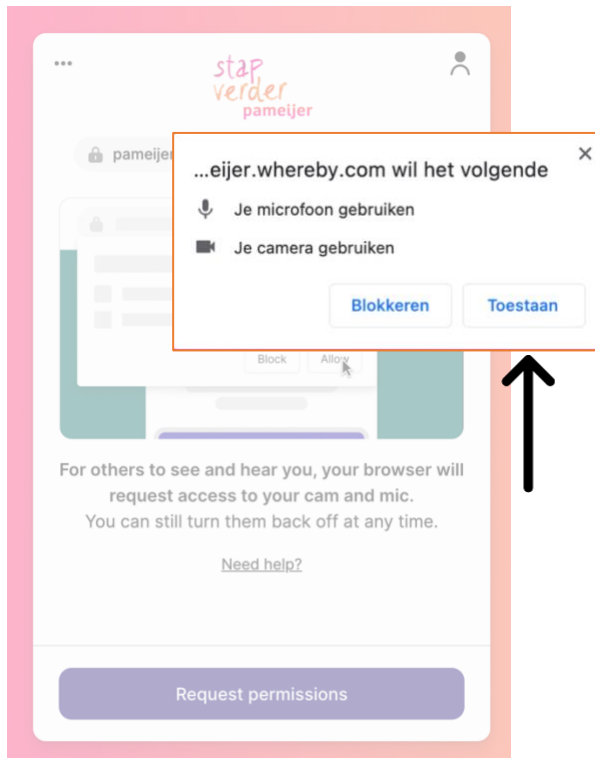 stap
verder
pameijer
pameijer
...eijer.whereby.com wil het volgende
Je microfoon gebruiken
Je camera gebruiken
Blokkeren Toestaan
Block Allow
For others to see and hear you, your browser will
request access to your cam and mic.
You can still turn them back off at any time.
Need help?
Request permissions